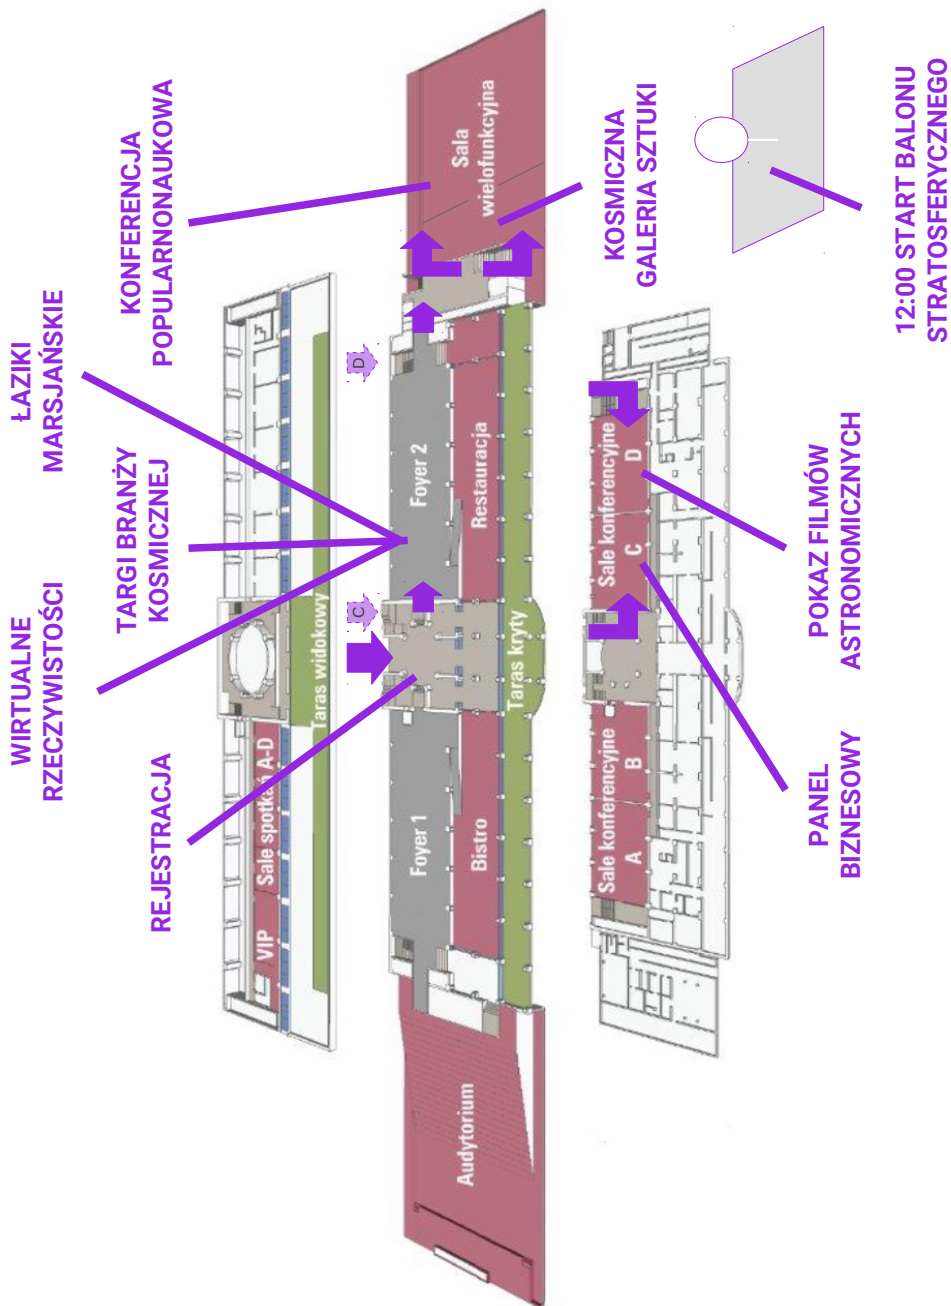 WIRTUALNE
RZECZYWISTOŚCI
ŁAZIKI
MARSJAŃSKIE
REJESTRACJA
TARGI BRANŻY
KOSMICZNEJ
KONFERENCJA
POPULARNONAUKOWA
VIP
Sale spotkań A-D
Taras widokowy
C
D
Audytorium
Foyer 1
Foyer 2
Bistro
Restauracja
Taras kryty
Sala
wielofunkcyjna
KOSMICZNA
GALERIA SZTUKI
Sale konferencyjne
A
B
Sale konferencyjne
C
D
PANEL
BIZNESOWY
POKAZ FILMÓW
ASTRONOMICZNYCH
12:00 START BALONU
STRATOSFERYCZNEGO